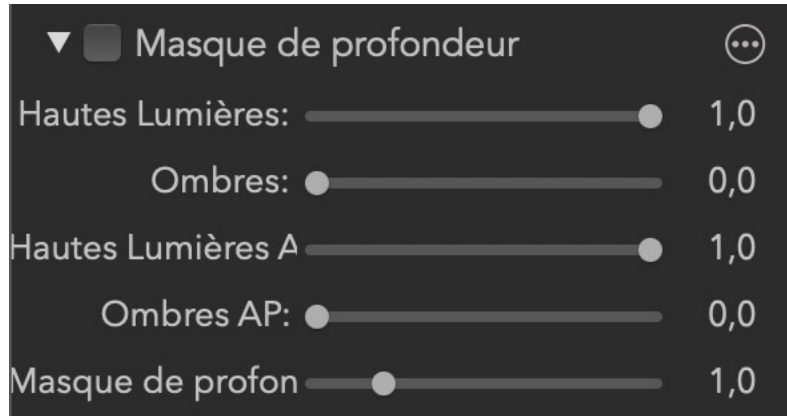 Masque de profondeur
Hautes Lumières: 1,0
Ombres: 0,0
Hautes Lumières A 1,0
Ombres AP: 0,0
Masque de profon 1,0